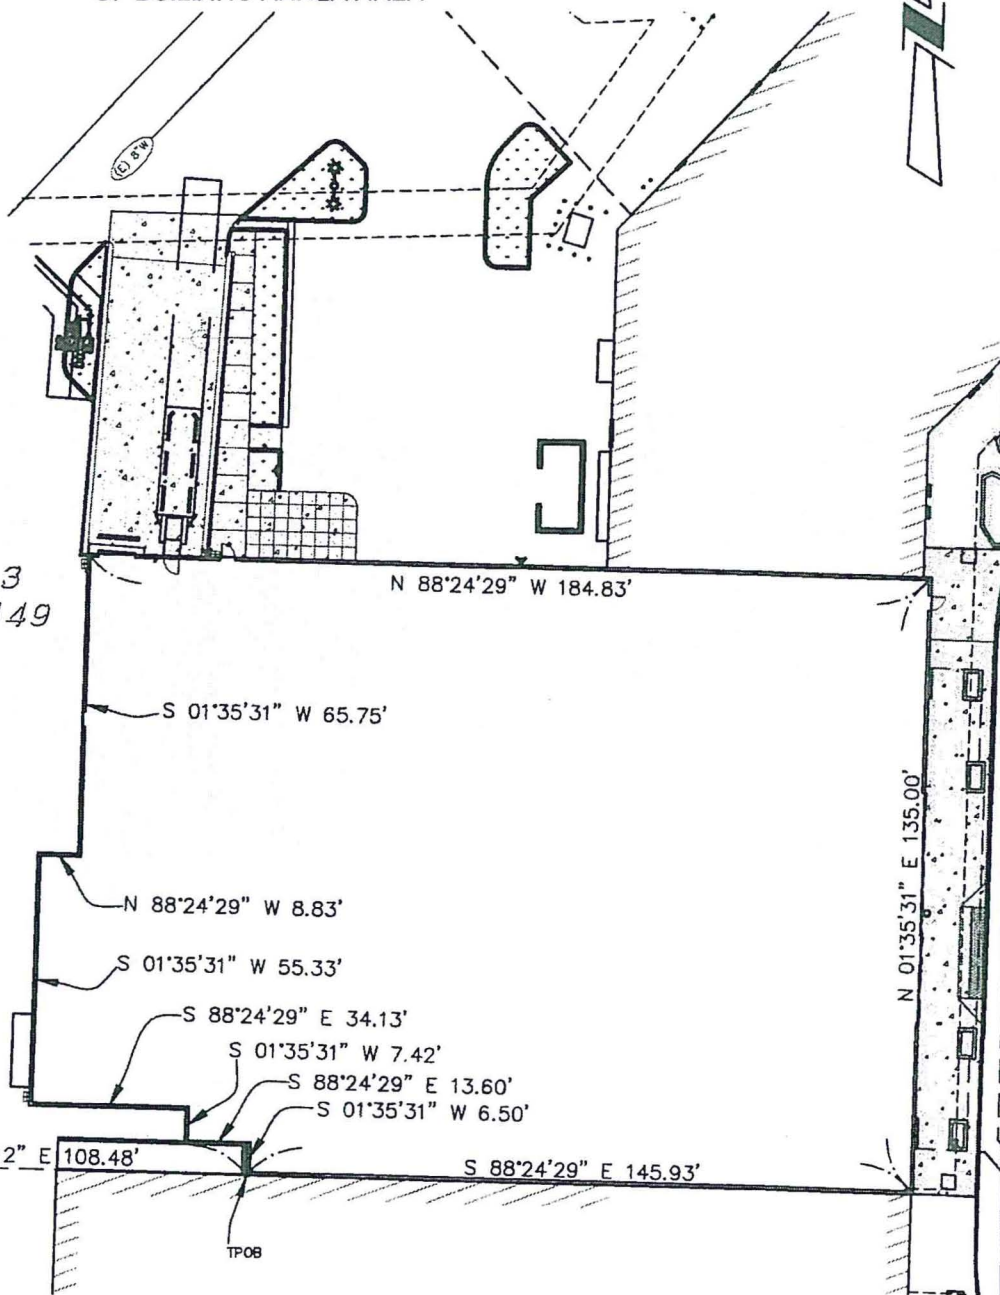 (E) 8"W
N 88°24'29" W 184.83'
3
49
S 01°35'31" W 65.75'
N 01°35'31" E 135.00'
N 88°24'29" W 8.83'
S 01°35'31" W 55.33'
S 88°24'29" E 34.13'
S 01°35'31" W 7.42'
S 88°24'29" E 13.60'
S 01°35'31" W 6.50'
2" E 108.48'
S 88°24'29" E 145.93'
TPOB